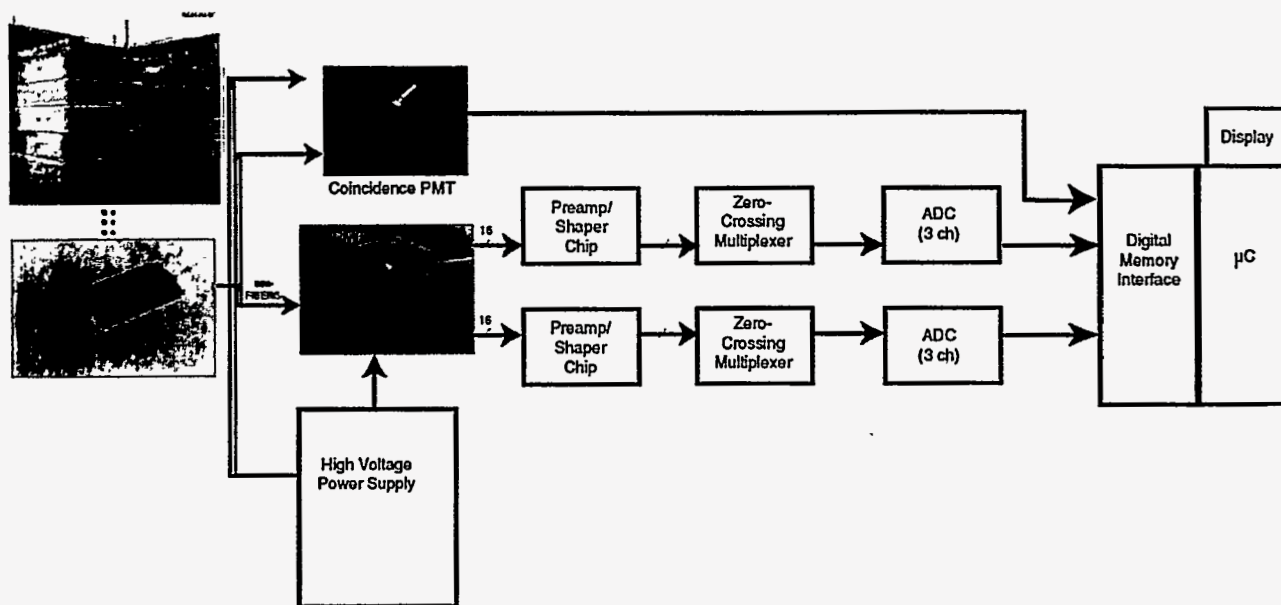 Coincidence PMT
FIBERS
16
Preamp/
Shaper
Chip
Zero-
Crossing
Multiplexer
ADC
(3 ch)
16
Preamp/
Shaper
Chip
Zero-
Crossing
Multiplexer
ADC
(3 ch)
Digital
Memory
Interface
Display
µC
High Voltage
Power Supply